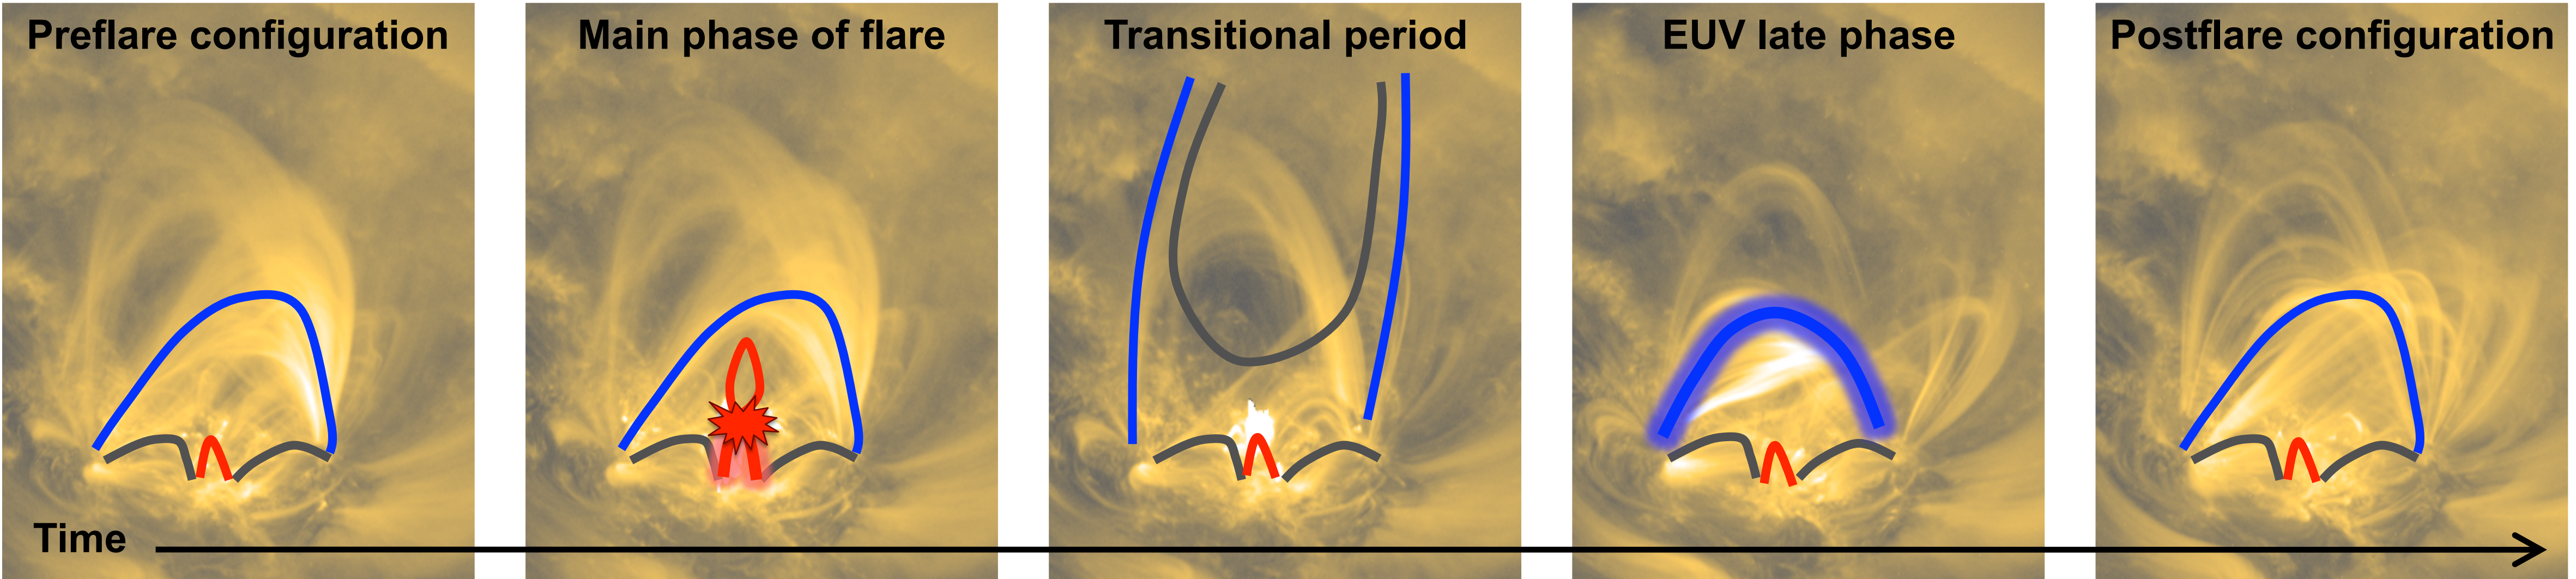 Preflare configuration
Main phase of flare
Transitional period
EUV late phase
Postflare configuration
Time